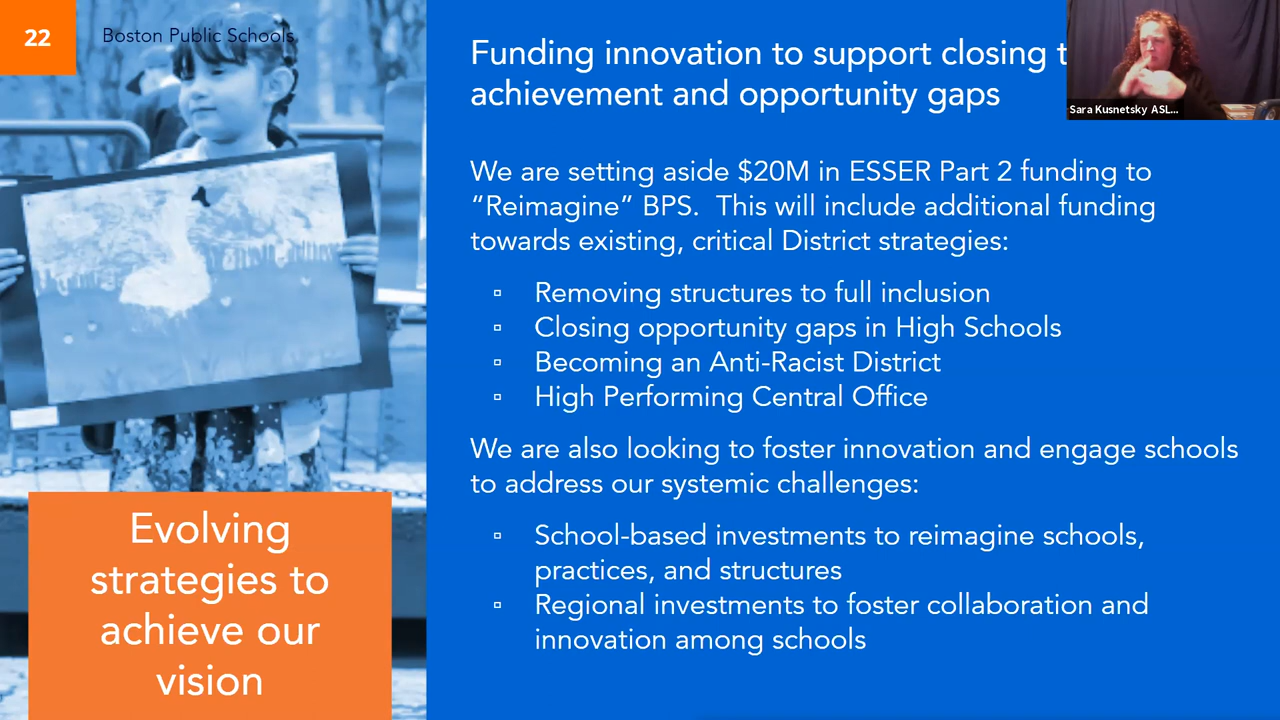 22
Boston Public Schools
Funding innovation to support closing t
achievement and opportunity gaps
Sara Kusnetsky ASL...
We are setting aside $20M in ESSER Part 2 funding to
“Reimagine” BPS.  This will include additional funding
towards existing, critical District strategies:
▫ Removing structures to full inclusion
▫ Closing opportunity gaps in High Schools
▫ Becoming an Anti-Racist District
▫ High Performing Central Office
We are also looking to foster innovation and engage schools
to address our systemic challenges:
▫ School-based investments to reimagine schools,
practices, and structures
▫ Regional investments to foster collaboration and
innovation among schools
Evolving
strategies to
achieve our
vision